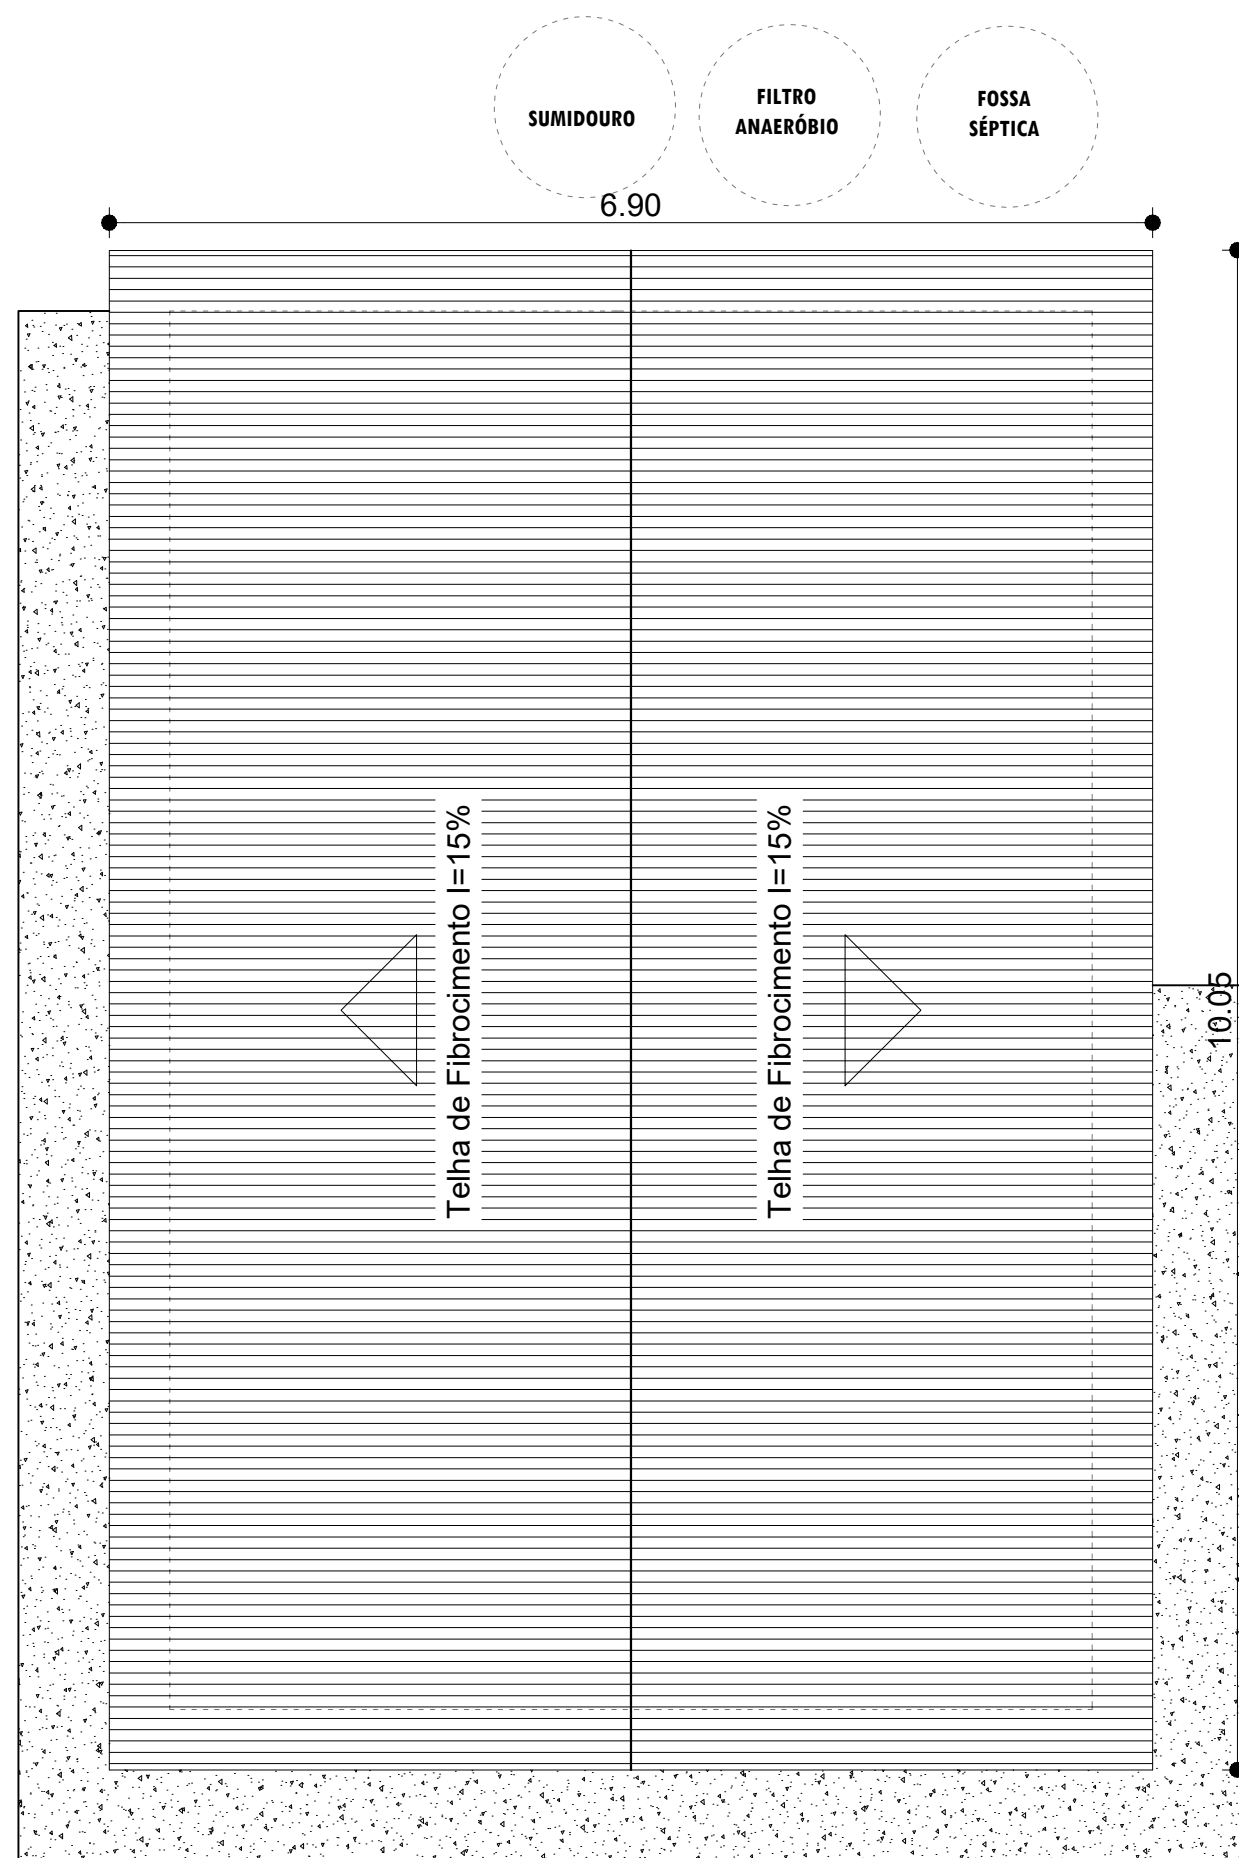 SUMIDOURO
FILTRO
ANAERÓBIO
FOSSA
SÉPTICA
6.90
Telha de Fibrocimento I=15%
Telha de Fibrocimento I=15%
10.05